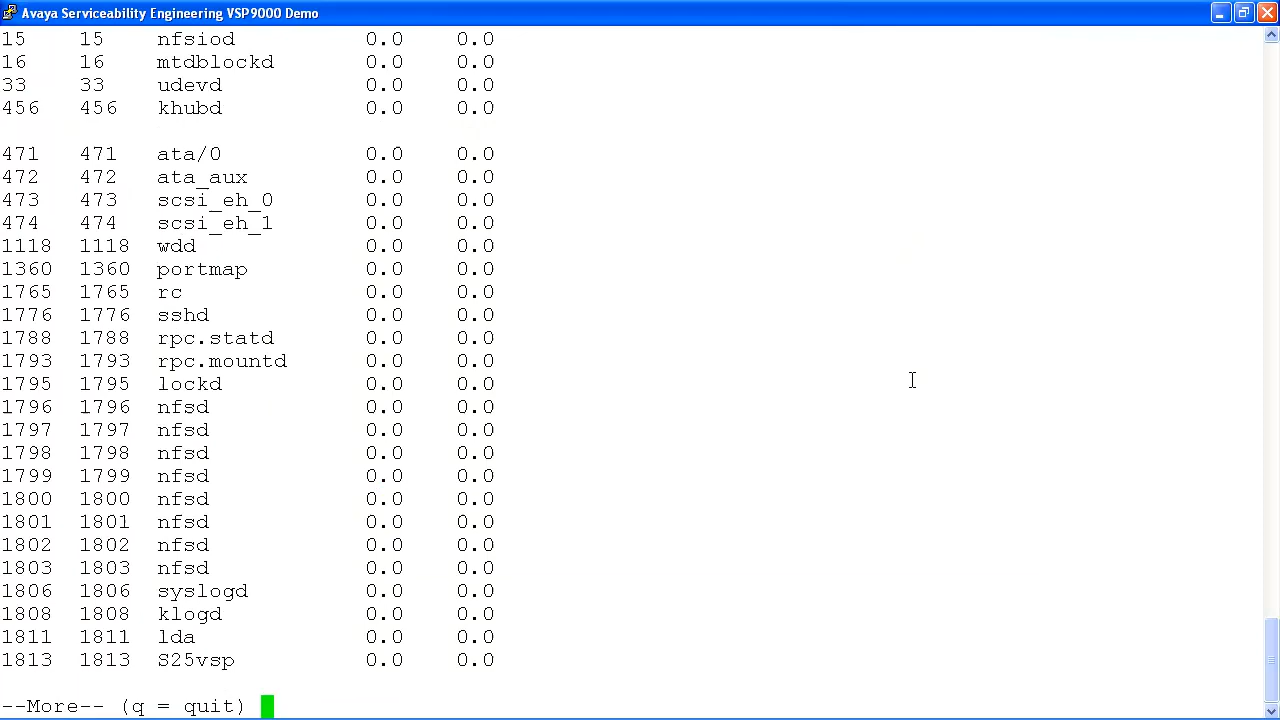 Avaya Serviceability Engineering VSP9000 Demo
15 15 nfsiod 0.0 0.0
16 16 mtdblockd 0.0 0.0
33 33 udevd 0.0 0.0
456 456 khubd 0.0 0.0
471 471 ata/0 0.0 0.0
472 472 ata_aux 0.0 0.0
473 473 scsi_eh_0 0.0 0.0
474 474 scsi_eh_1 0.0 0.0
1118 1118 wdd 0.0 0.0
1360 1360 portmap 0.0 0.0
1765 1765 rc 0.0 0.0
1776 1776 sshd 0.0 0.0
1788 1788 rpc.statd 0.0 0.0
1793 1793 rpc.mountd 0.0 0.0
1795 1795 lockd 0.0 0.0
1796 1796 nfsd 0.0 0.0
1797 1797 nfsd 0.0 0.0
1798 1798 nfsd 0.0 0.0
1799 1799 nfsd 0.0 0.0
1800 1800 nfsd 0.0 0.0
1801 1801 nfsd 0.0 0.0
1802 1802 nfsd 0.0 0.0
1803 1803 nfsd 0.0 0.0
1806 1806 syslogd 0.0 0.0
1808 1808 klogd 0.0 0.0
1811 1811 lda 0.0 0.0
1813 1813 S25vsp 0.0 0.0
--More-- (q = quit)